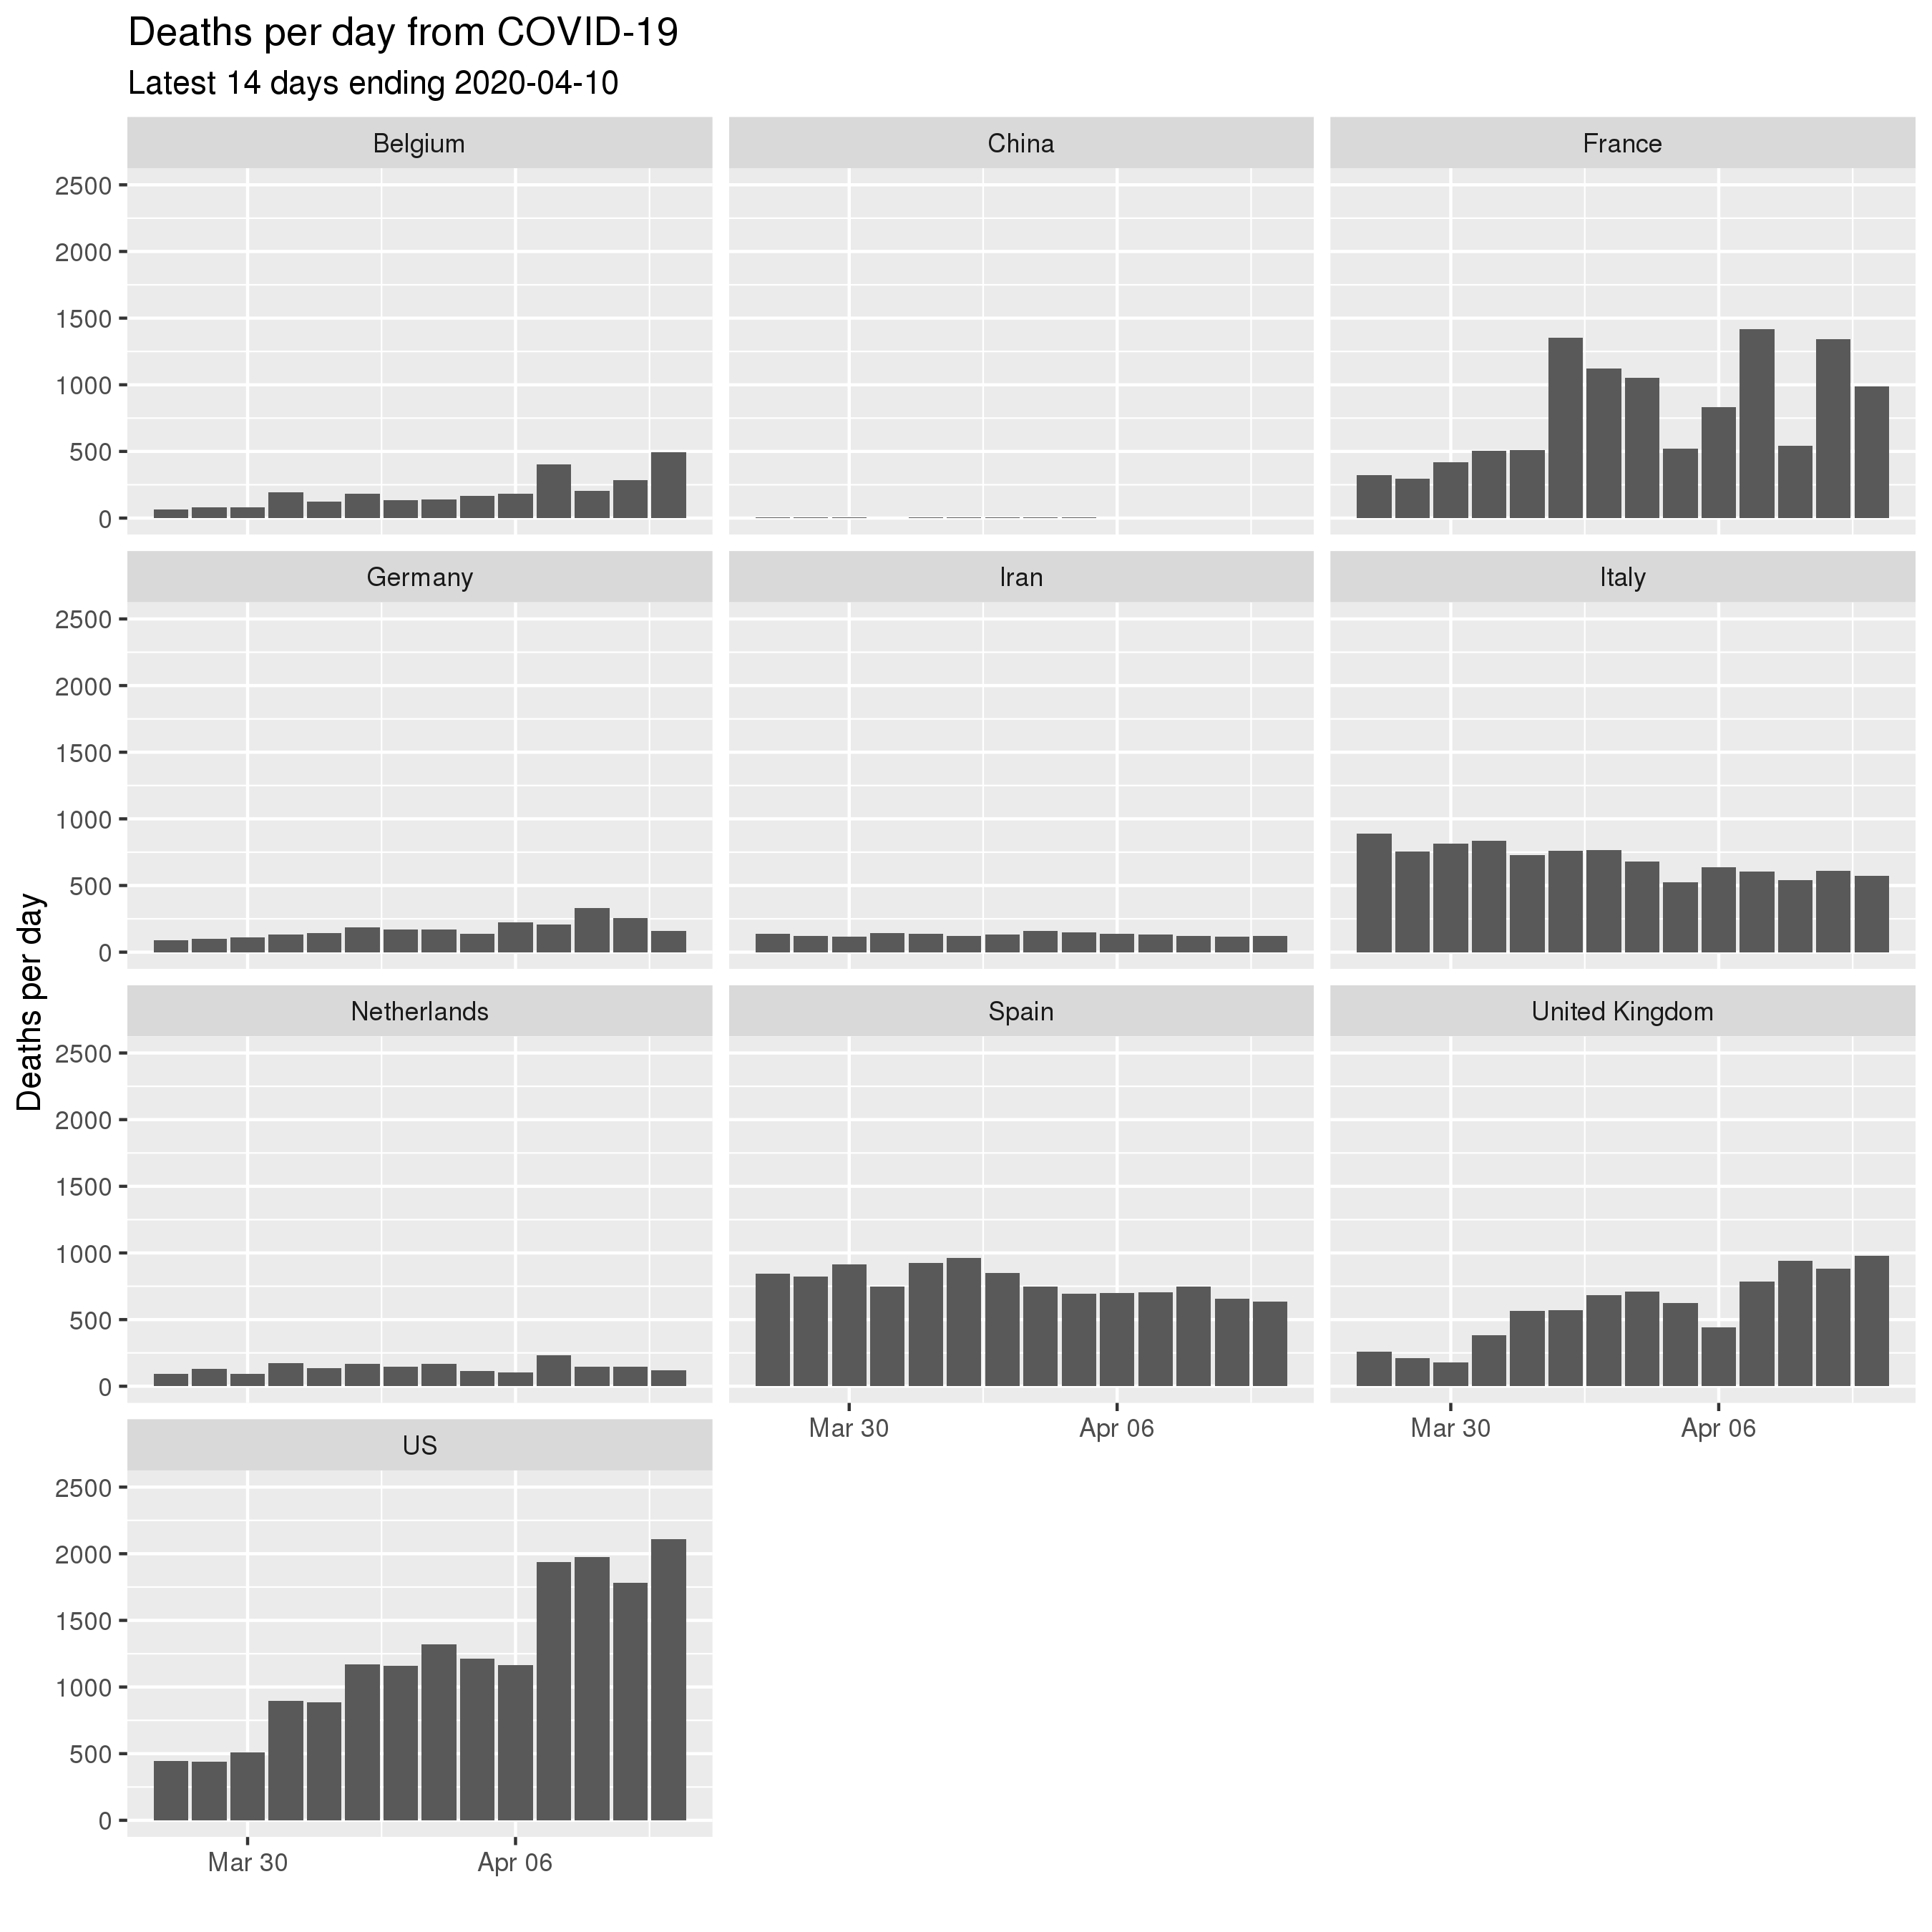 Deaths per day from COVID-19
Latest 14 days ending 2020-04-10
Belgium
China
France
2500
2000
1500
1000
500
0
Germany
Iran
Italy
2500
2000
1500
1000
500
0
Deaths per day
Netherlands
Spain
United Kingdom
2500
2000
1500
1000
500
0
Mar 30
Apr 06
Mar 30
Apr 06
US
2500
2000
1500
1000
500
0
Mar 30
Apr 06